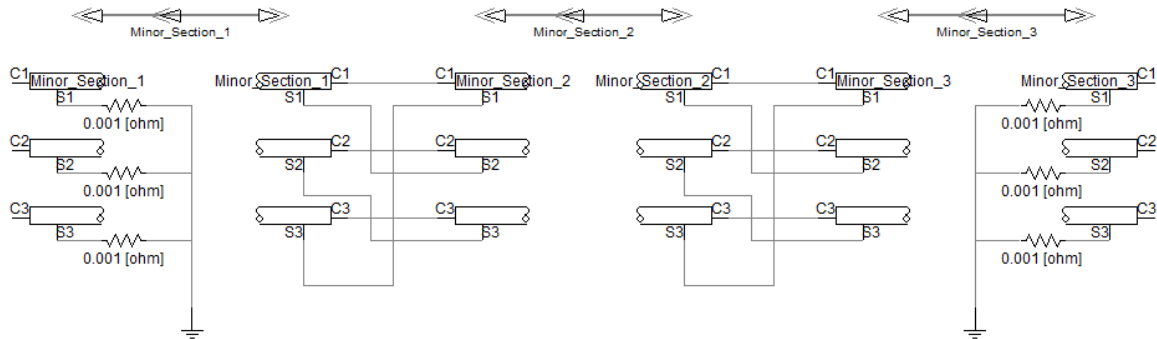 Minor_Section_1 Minor_Section_2 Minor_Section_3
C1 Minor_Section_1 Minor_Section_1 C1 C1 Minor_Section_2 Minor_Section_2 C1 C1 Minor_Section_3 Minor_Section_3 C1
S1 S1 S1 S1 S1 S1
0.001 [ohm] 0.001 [ohm]
C2 C2 C2 C2 C2 C2
S2 S2 S2 S2 S2 S2
0.001 [ohm] 0.001 [ohm]
C3 C3 C3 C3 C3 C3
S3 S3 S3 S3 S3 S3
0.001 [ohm] 0.001 [ohm]